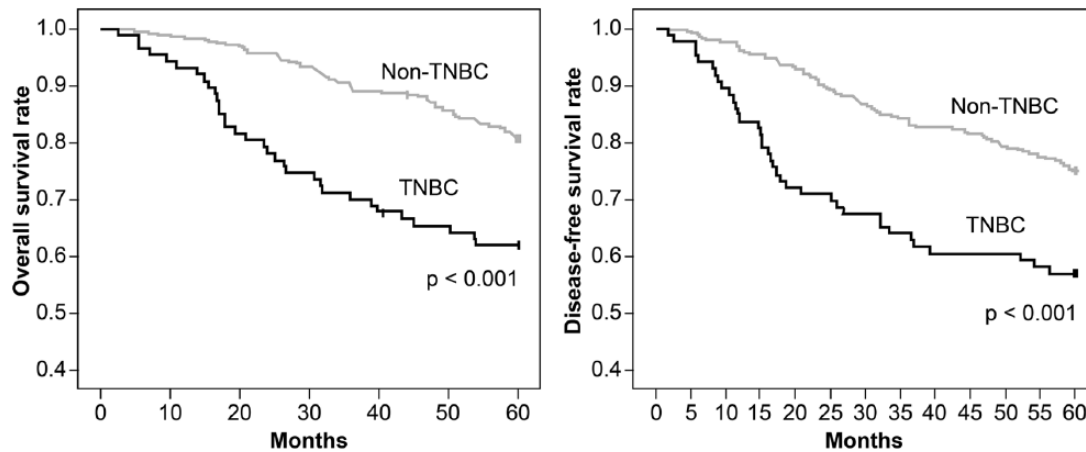 Overall survival rate
1.0
0.9
0.8
0.7
0.6
0.5
0.4
Non-TNBC
TNBC
p < 0.001
0 10 20 30 40 50 60
Months
Disease-free survival rate
1.0
0.9
0.8
0.7
0.6
0.5
0.4
Non-TNBC
TNBC
p < 0.001
0 5 10 15 20 25 30 35 40 45 50 55 60
Months